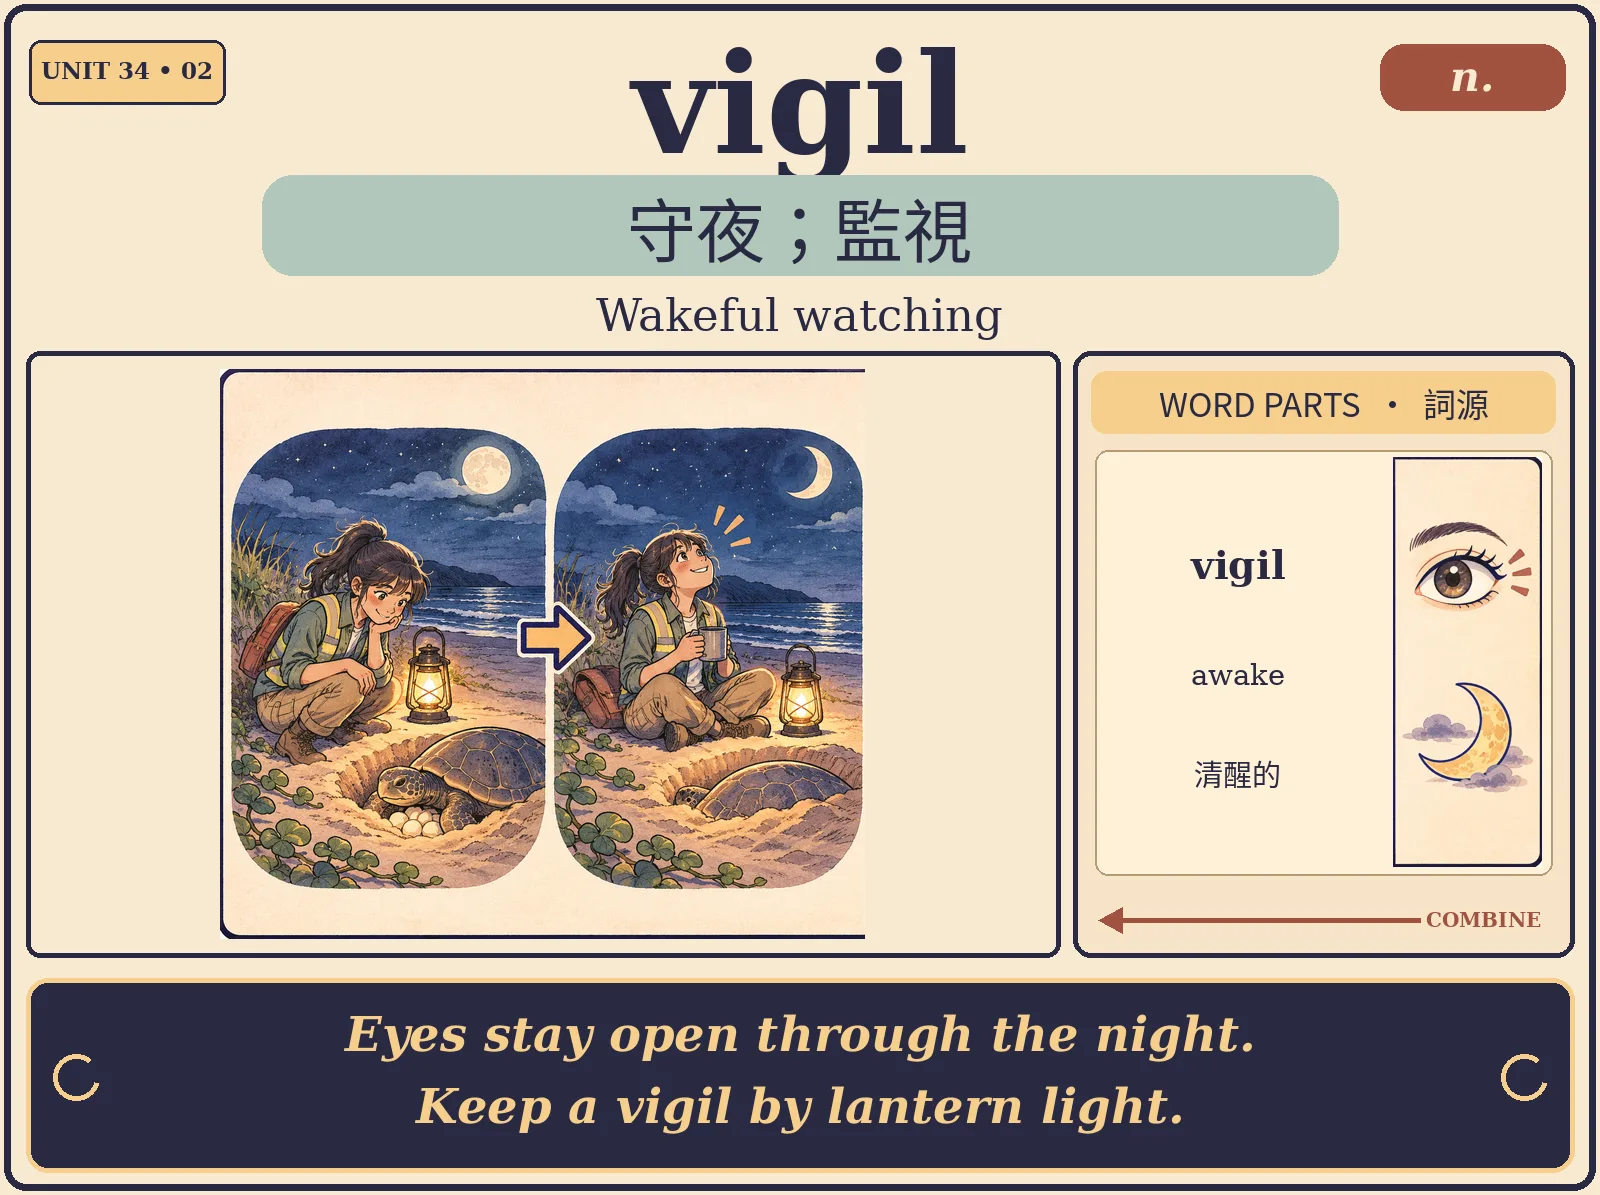 UNIT 34 • 02
vigil
n.
守夜；監視
Wakeful watching
WORD PARTS • 詞源
vigil
awake
清醒的
COMBINE
Eyes stay open through the night.
Keep a vigil by lantern light.